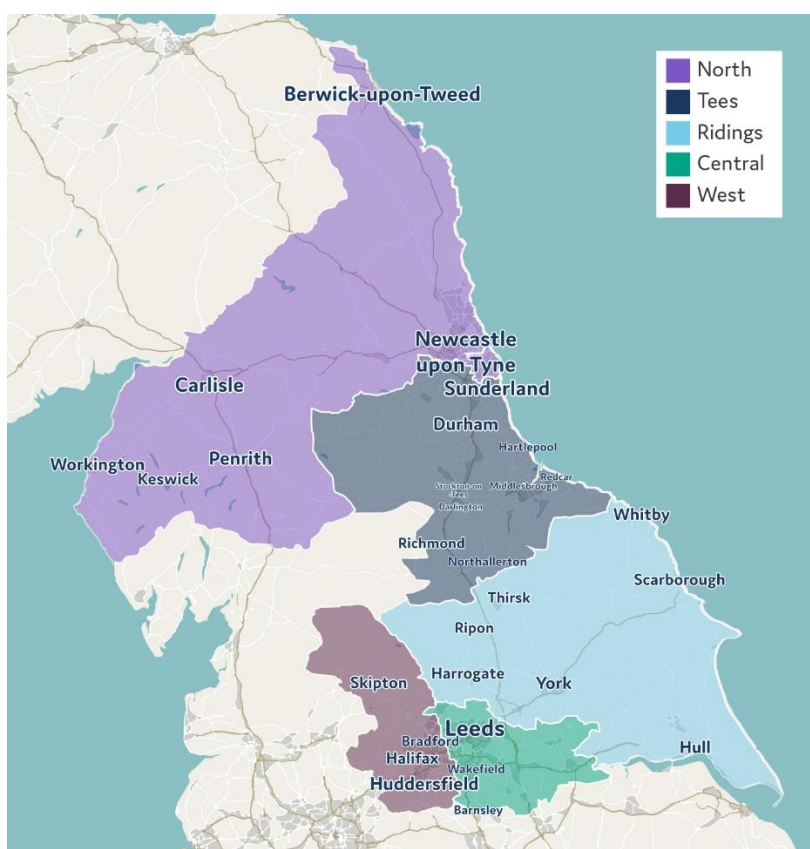 North
Tees
Ridings
Central
West
Berwick-upon-Tweed
Newcastle
upon Tyne
Sunderland
Carlisle
Durham
Hartlepool
Workington
Keswick
Penrith
Redcar
Stockton-on
-Tees
Middlesbrough
Darlington
Whitby
Richmond
Northallerton
Scarborough
Thirsk
Ripon
Harrogate
York
Skipton
Leeds
Bradford
Halifax
Hull
Wakefield
Huddersfield
Barnsley